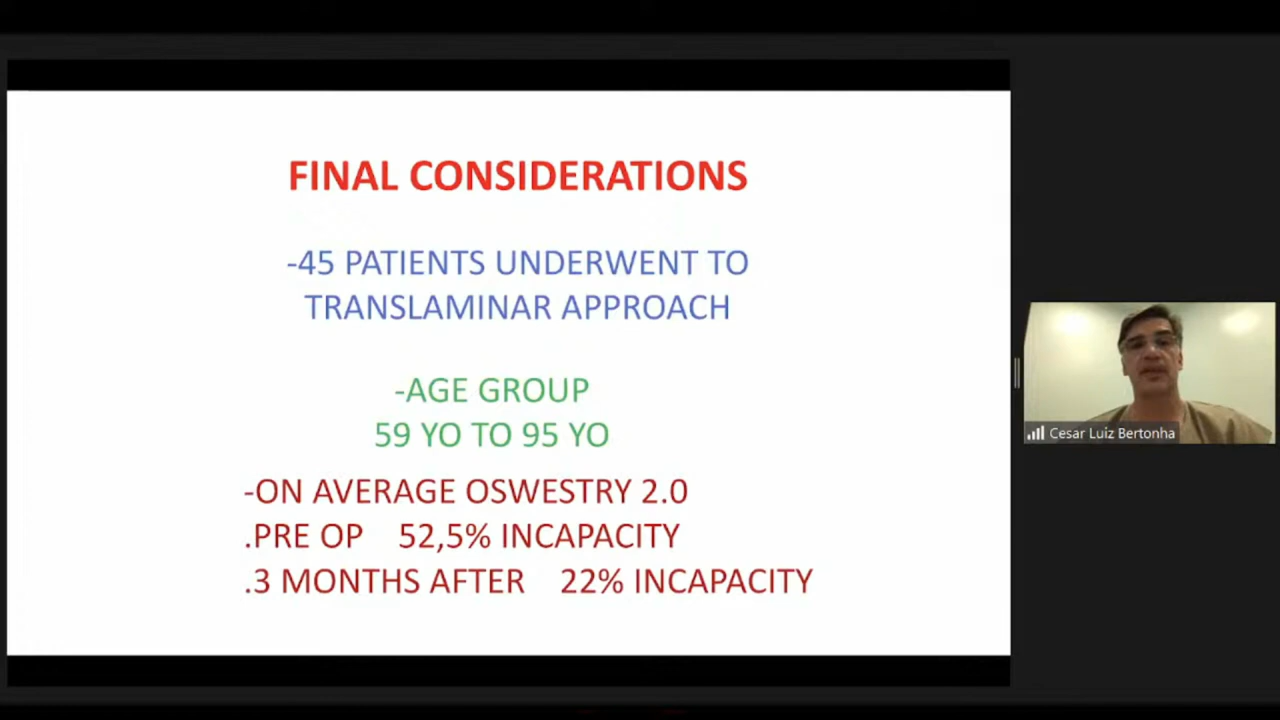 FINAL CONSIDERATIONS
-45 PATIENTS UNDERWENT TO
TRANSLAMINAR APPROACH
-AGE GROUP
59 YO TO 95 YO
-ON AVERAGE OSWESTRY 2.0
.PRE OP 52,5% INCAPACITY
.3 MONTHS AFTER 22% INCAPACITY
Cesar Luiz Bertonha